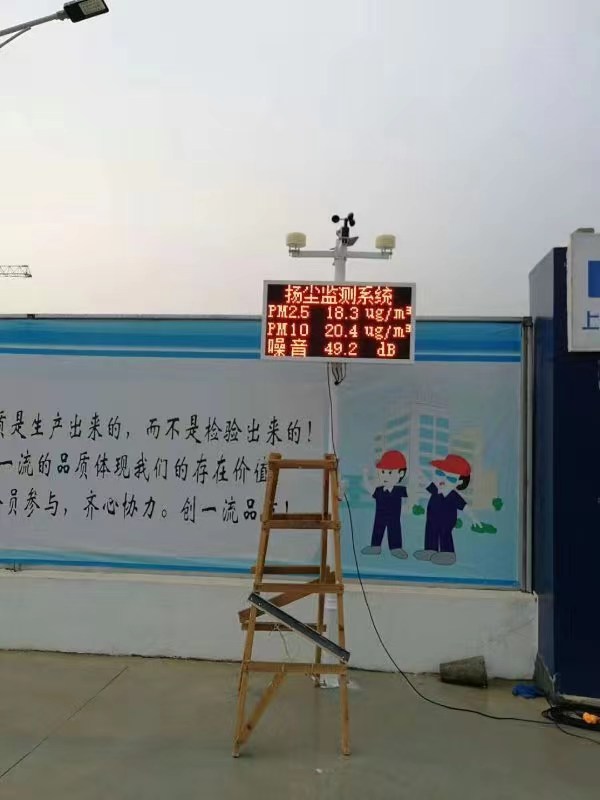 扬尘监测系统
PM2.5 18.3 ug/m³
PM10 20.4 ug/m³
噪音 49.2 dB
质是生产出来的，而不是检验出来的！
一流的品质体现我们的存在价值
全员参与，齐心协力。创一流品质！
上